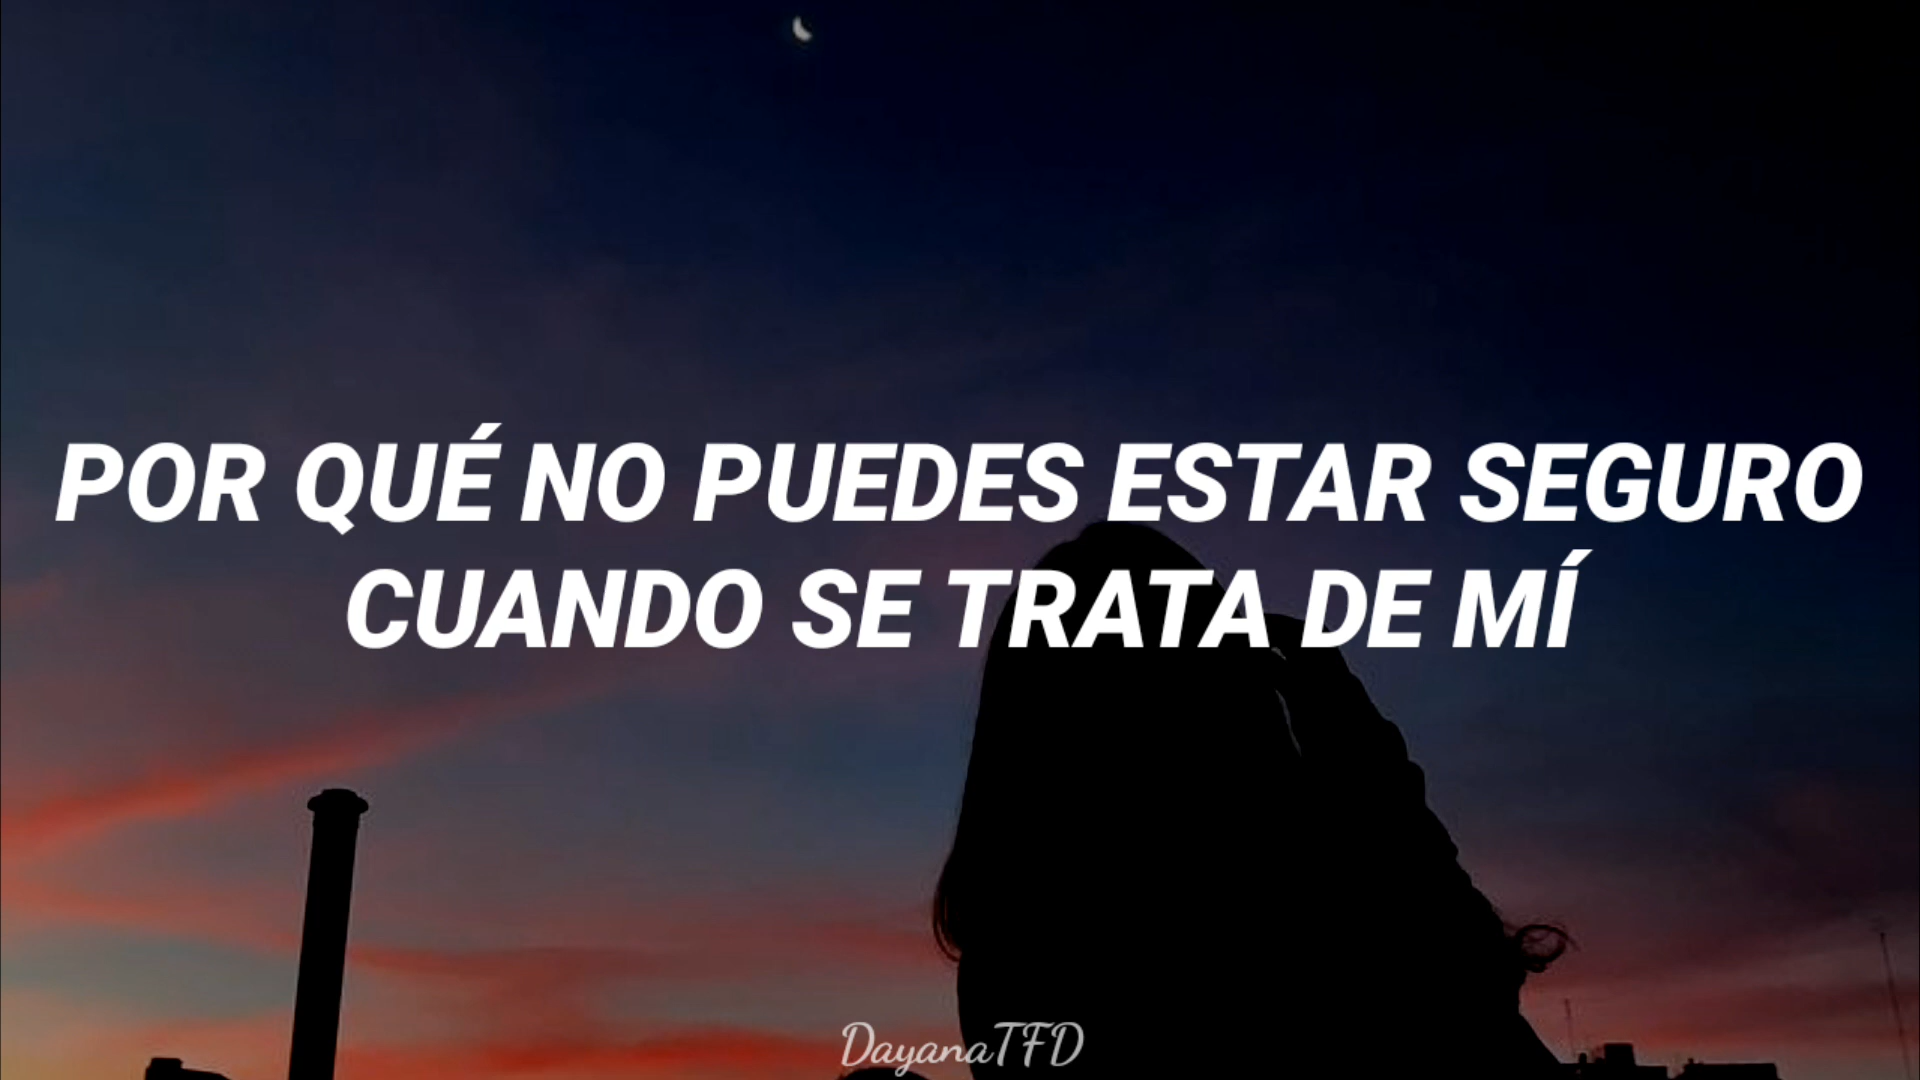 POR QUÉ NO PUEDES ESTAR SEGURO
CUANDO SE TRATA DE MÍ
DayanaTFD